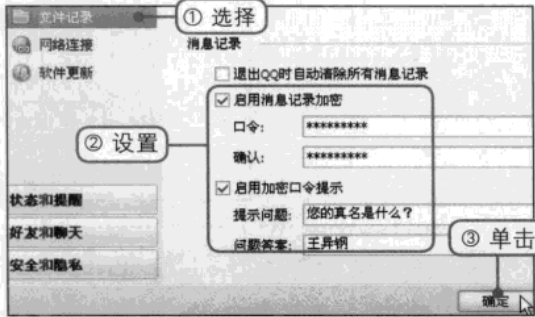 文件记录
① 选择
网络连接
消息记录
软件更新
退出QQ时自动清除所有消息记录
启用消息记录加密
口令: *********
② 设置
确认: *********
启用加密口令提示
状态和提醒
提示问题: 您的真名是什么?
好友和聊天
③ 单击
问题答案: 王异钢
安全和隐私
确定